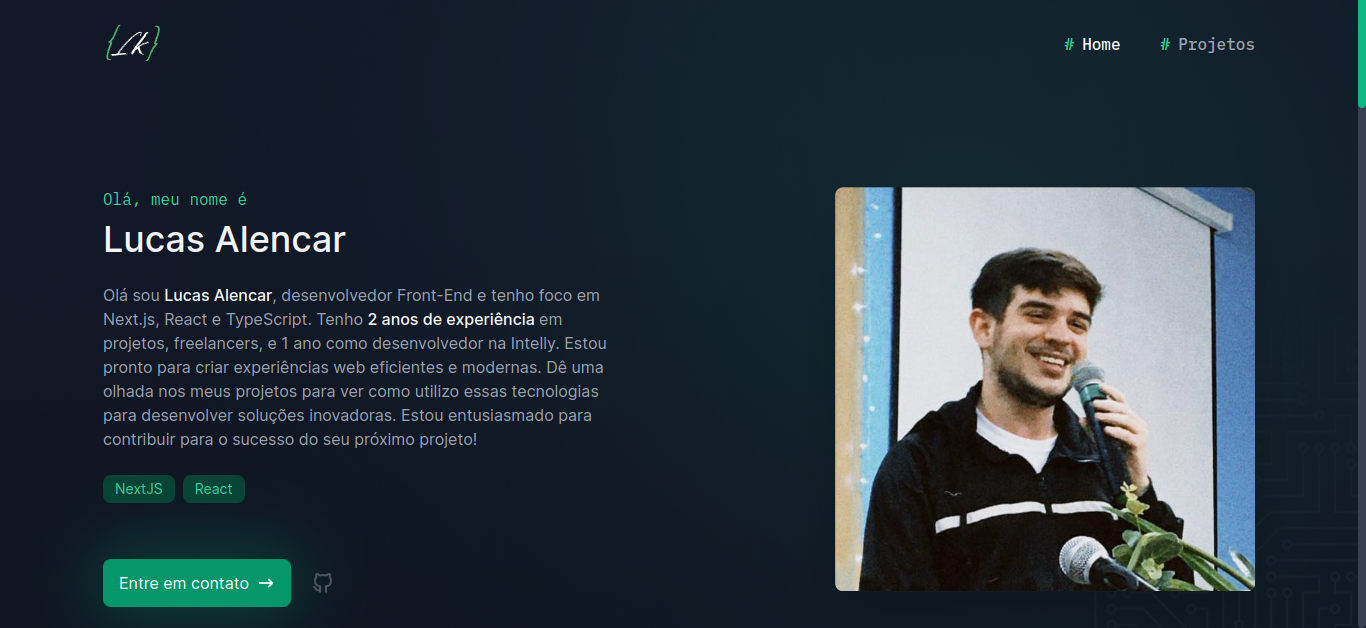 {Lk}
# Home # Projetos
Olá, meu nome é
Lucas Alencar
Olá sou Lucas Alencar, desenvolvedor Front-End e tenho foco em
Next.js, React e TypeScript. Tenho 2 anos de experiência em
projetos, freelancers, e 1 ano como desenvolvedor na Intelly. Estou
pronto para criar experiências web eficientes e modernas. Dê uma
olhada nos meus projetos para ver como utilizo essas tecnologias
para desenvolver soluções inovadoras. Estou entusiasmado para
contribuir para o sucesso do seu próximo projeto!
NextJS React
Entre em contato →